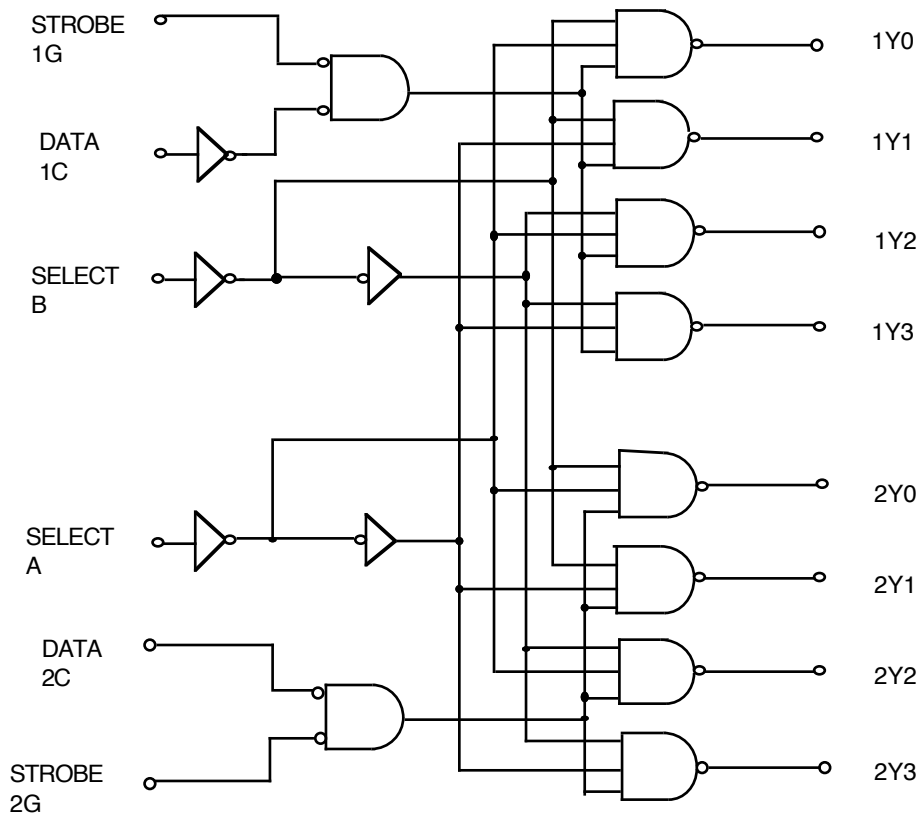 STROBE
1G
1Y0
DATA
1C
1Y1
1Y2
SELECT
B
1Y3
2Y0
SELECT
A
2Y1
DATA
2C
2Y2
STROBE
2G
2Y3